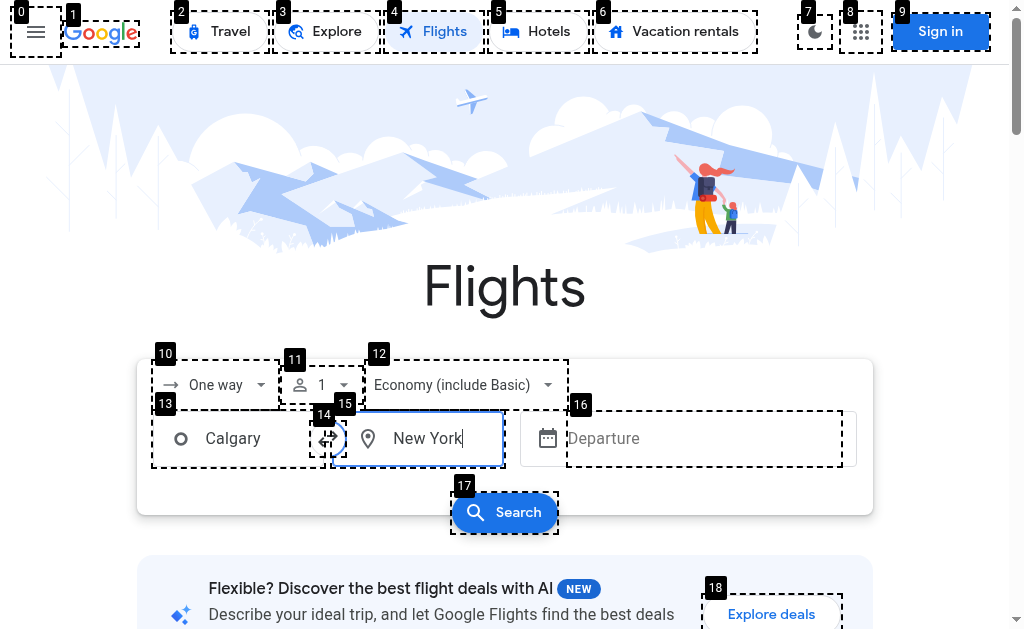 0
1
2
3
4
5
6
7
8
9
Google
Travel
Explore
Flights
Hotels
Vacation rentals
Sign in
Flights
10
11
12
One way
1
Economy (include Basic)
13
14
15
16
Calgary
New York
Departure
17
Search
Flexible? Discover the best flight deals with AI NEW
18
Describe your ideal trip, and let Google Flights find the best deals
Explore deals